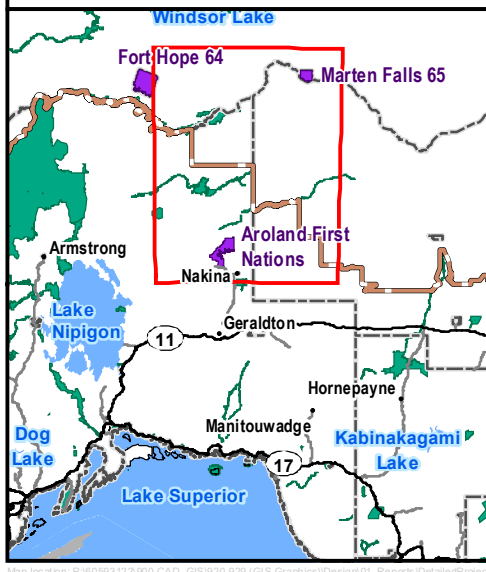 Windsor Lake
Fort Hope 64
Marten Falls 65
Aroland First
Nations
Armstrong
Nakina
Lake
Nipigon
11
Geraldton
Hornepayne
Manitouwadge
Dog
Lake
Kabinakagami
Lake
17
Lake Superior